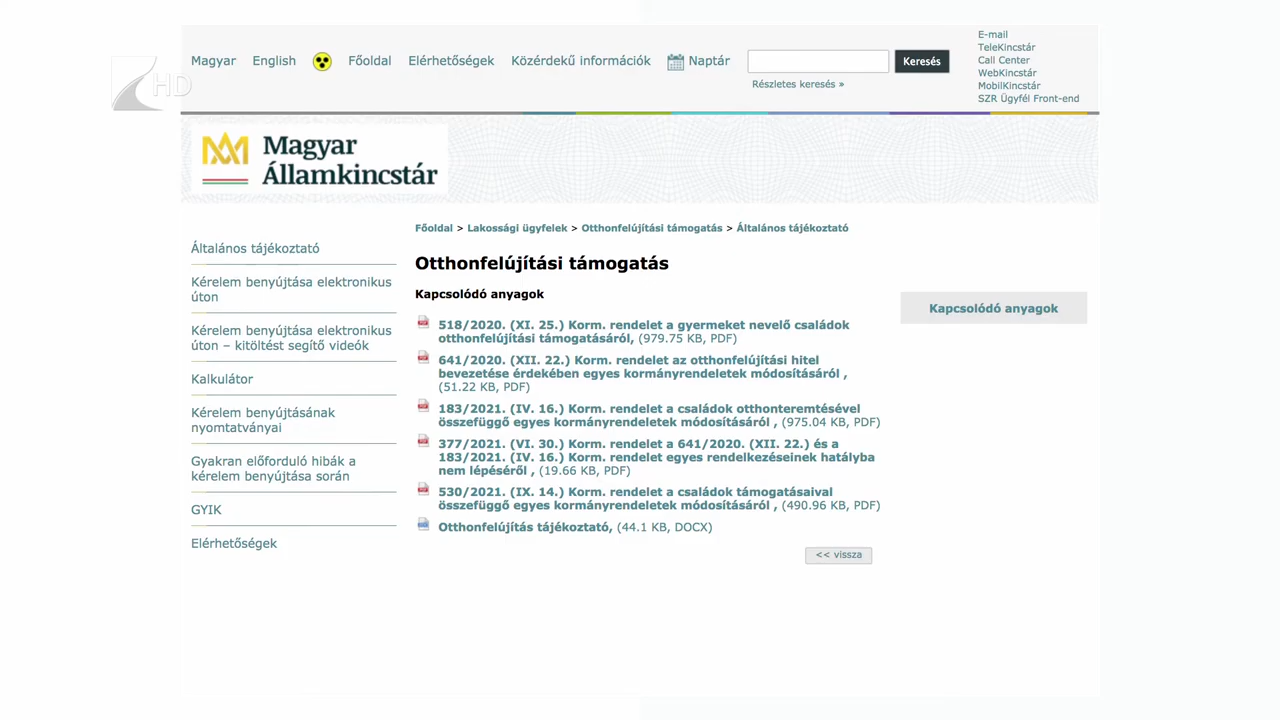 Magyar English Főoldal Elérhetőségek Közérdekű információk Naptár Keresés
Részletes keresés »
E-mail
TeleKincstár
Call Center
WebKincstár
MobilKincstár
SZR Ügyfél Front-end
HD
Magyar
Államkincstár
Általános tájékoztató
Kérelem benyújtása elektronikus
úton
Kérelem benyújtása elektronikus
úton – kitöltést segítő videók
Kalkulátor
Kérelem benyújtásának
nyomtatványai
Gyakran előforduló hibák a
kérelem benyújtása során
GYIK
Elérhetőségek
Főoldal > Lakossági ügyfelek > Otthonfelújítási támogatás > Általános tájékoztató
Otthonfelújítási támogatás
Kapcsolódó anyagok
518/2020. (XI. 25.) Korm. rendelet a gyermeket nevelő családok
otthonfelújítási támogatásáról, (979.75 KB, PDF)
641/2020. (XII. 22.) Korm. rendelet az otthonfelújítási hitel
bevezetése érdekében egyes kormányrendeletek módosításáról ,
(51.22 KB, PDF)
183/2021. (IV. 16.) Korm. rendelet a családok otthonteremtésével
összefüggő egyes kormányrendeletek módosításáról , (975.04 KB, PDF)
377/2021. (VI. 30.) Korm. rendelet a 641/2020. (XII. 22.) és a
183/2021. (IV. 16.) Korm. rendelet egyes rendelkezéseinek hatályba
nem lépéséről , (19.66 KB, PDF)
530/2021. (IX. 14.) Korm. rendelet a családok támogatásaival
összefüggő egyes kormányrendeletek módosításáról , (490.96 KB, PDF)
Otthonfelújítás tájékoztató, (44.1 KB, DOCX)
<< vissza
Kapcsolódó anyagok